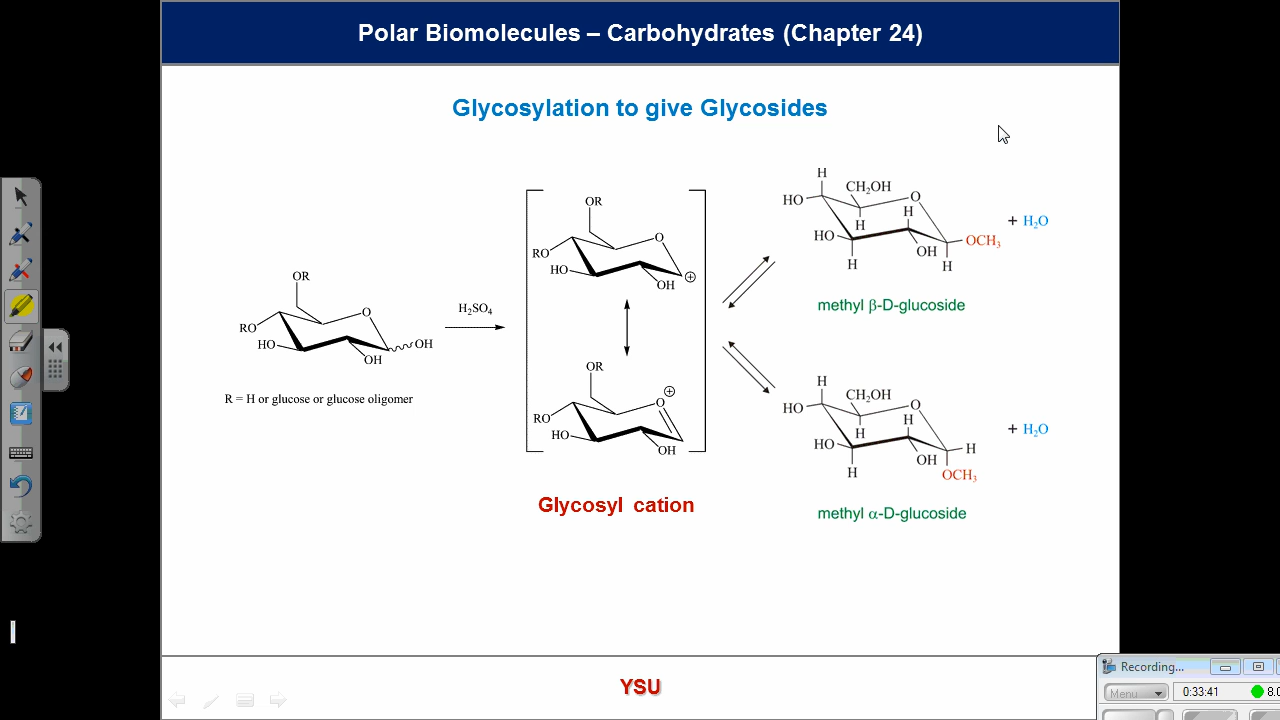 Polar Biomolecules – Carbohydrates (Chapter 24)
Glycosylation to give Glycosides
OR
RO
O
HO
OH
OH
R = H or glucose or glucose oligomer
H₂SO₄
OR
O
RO
HO
OH
⊕
OR
⊕
O
RO
HO
OH
Glycosyl cation
H
CH₂OH
HO
O
H
H
HO
OCH₃
OH
H
H
+ H₂O
methyl β-D-glucoside
H
CH₂OH
HO
O
H
H
HO
H
OH
H
OCH₃
+ H₂O
methyl α-D-glucoside
YSU
Recording...
Menu
0:33:41
8.0